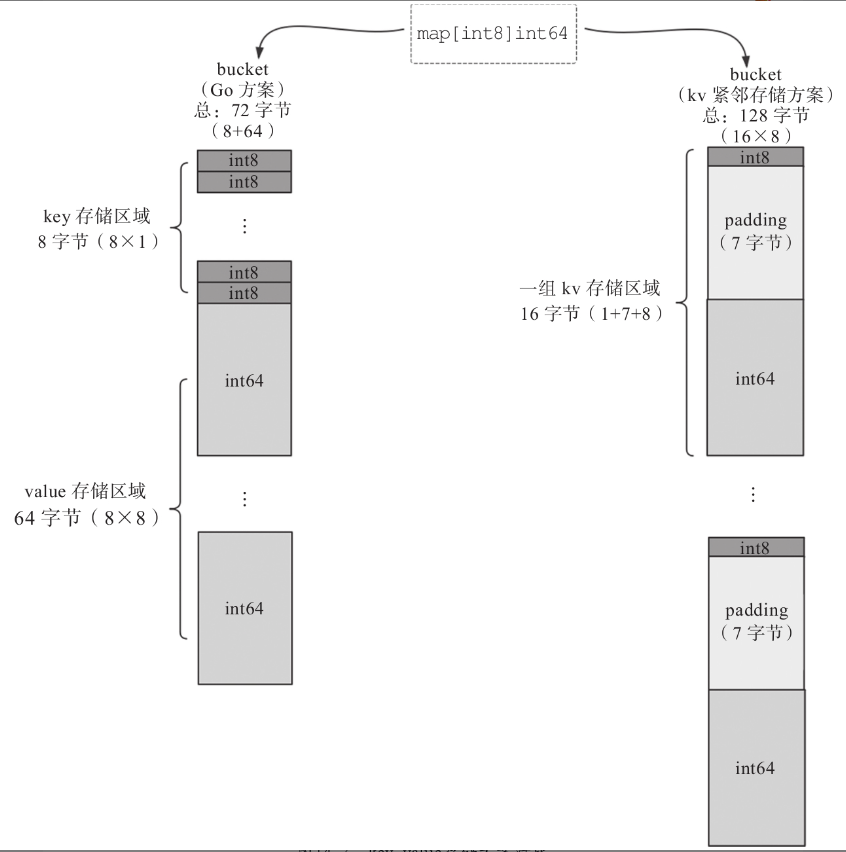 map[int8]int64
bucket
（Go 方案）
总：72 字节
（8+64）
int8
int8
⋮
int8
int8
int64
⋮
int64
key 存储区域
8 字节（8×1）
value 存储区域
64 字节（8×8）
bucket
（kv 紧邻存储方案）
总：128 字节
（16×8）
int8
padding
（7 字节）
int64
⋮
int8
padding
（7 字节）
int64
一组 kv 存储区域
16 字节（1+7+8）